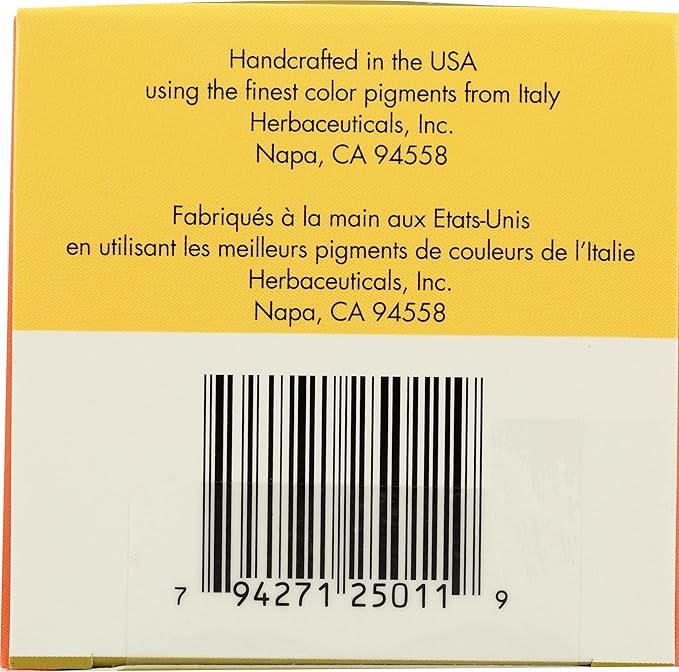 Handcrafted in the USA
using the finest color pigments from Italy
Herbaceuticals, Inc.
Napa, CA 94558
Fabriqués à la main aux Etats-Unis
en utilisant les meilleurs pigments de couleurs de l'Italie
Herbaceuticals, Inc.
Napa, CA 94558
7 94271 25011 9